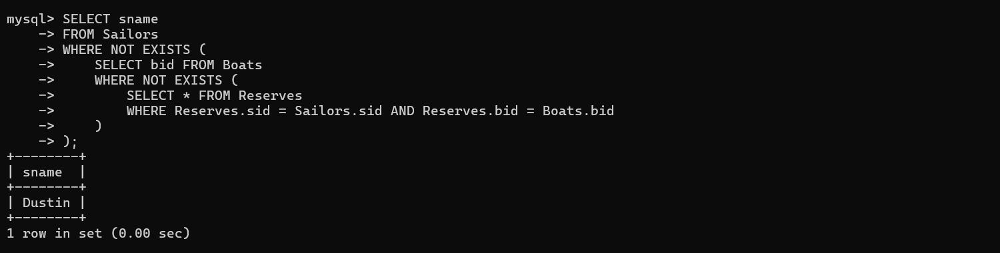 mysql> SELECT sname
    -> FROM Sailors
    -> WHERE NOT EXISTS (
    ->     SELECT bid FROM Boats
    ->     WHERE NOT EXISTS (
    ->         SELECT * FROM Reserves
    ->         WHERE Reserves.sid = Sailors.sid AND Reserves.bid = Boats.bid
    ->     )
    -> );
+--------+
| sname  |
+--------+
| Dustin |
+--------+
1 row in set (0.00 sec)